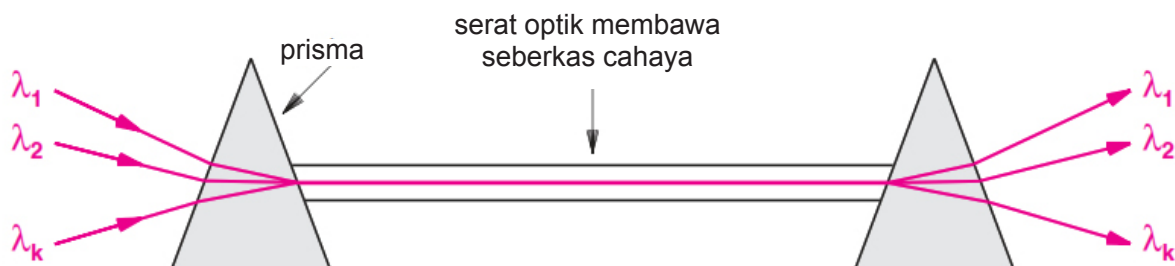 serat optik membawa
seberkas cahaya
prisma
λ1
λ2
λk
λ1
λ2
λk